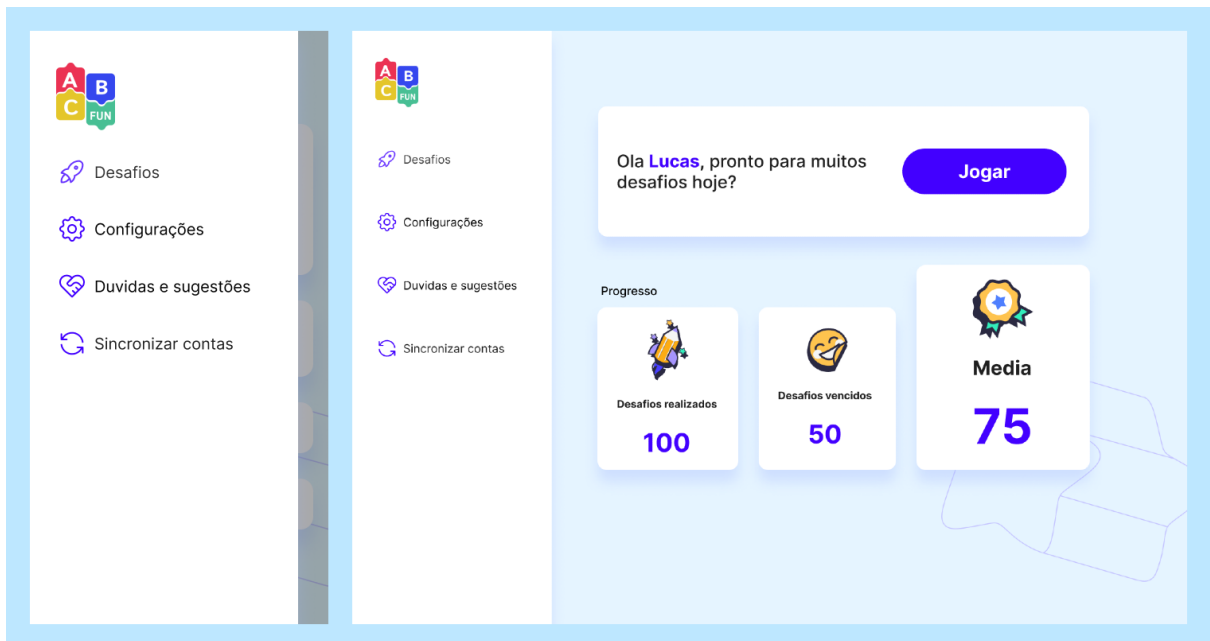 A
B
C
FUN
Desafios
Configurações
Duvidas e sugestões
Sincronizar contas
A
B
C
FUN
Desafios
Configurações
Duvidas e sugestões
Sincronizar contas
Ola Lucas, pronto para muitos
desafios hoje?
Jogar
Progresso
Desafios realizados
100
Desafios vencidos
50
Media
75